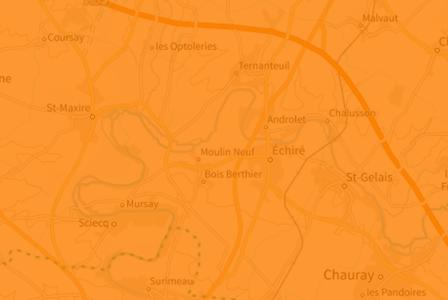 Malvaut
Coursay
les Optoleries
Ternanteuil
St-Maxire
Androlet
Chalusson
Moulin Neuf
Échiré
Bois Berthier
St-Gelais
Mursay
Sciecq
Surimeau
Chauray
les Pandoires